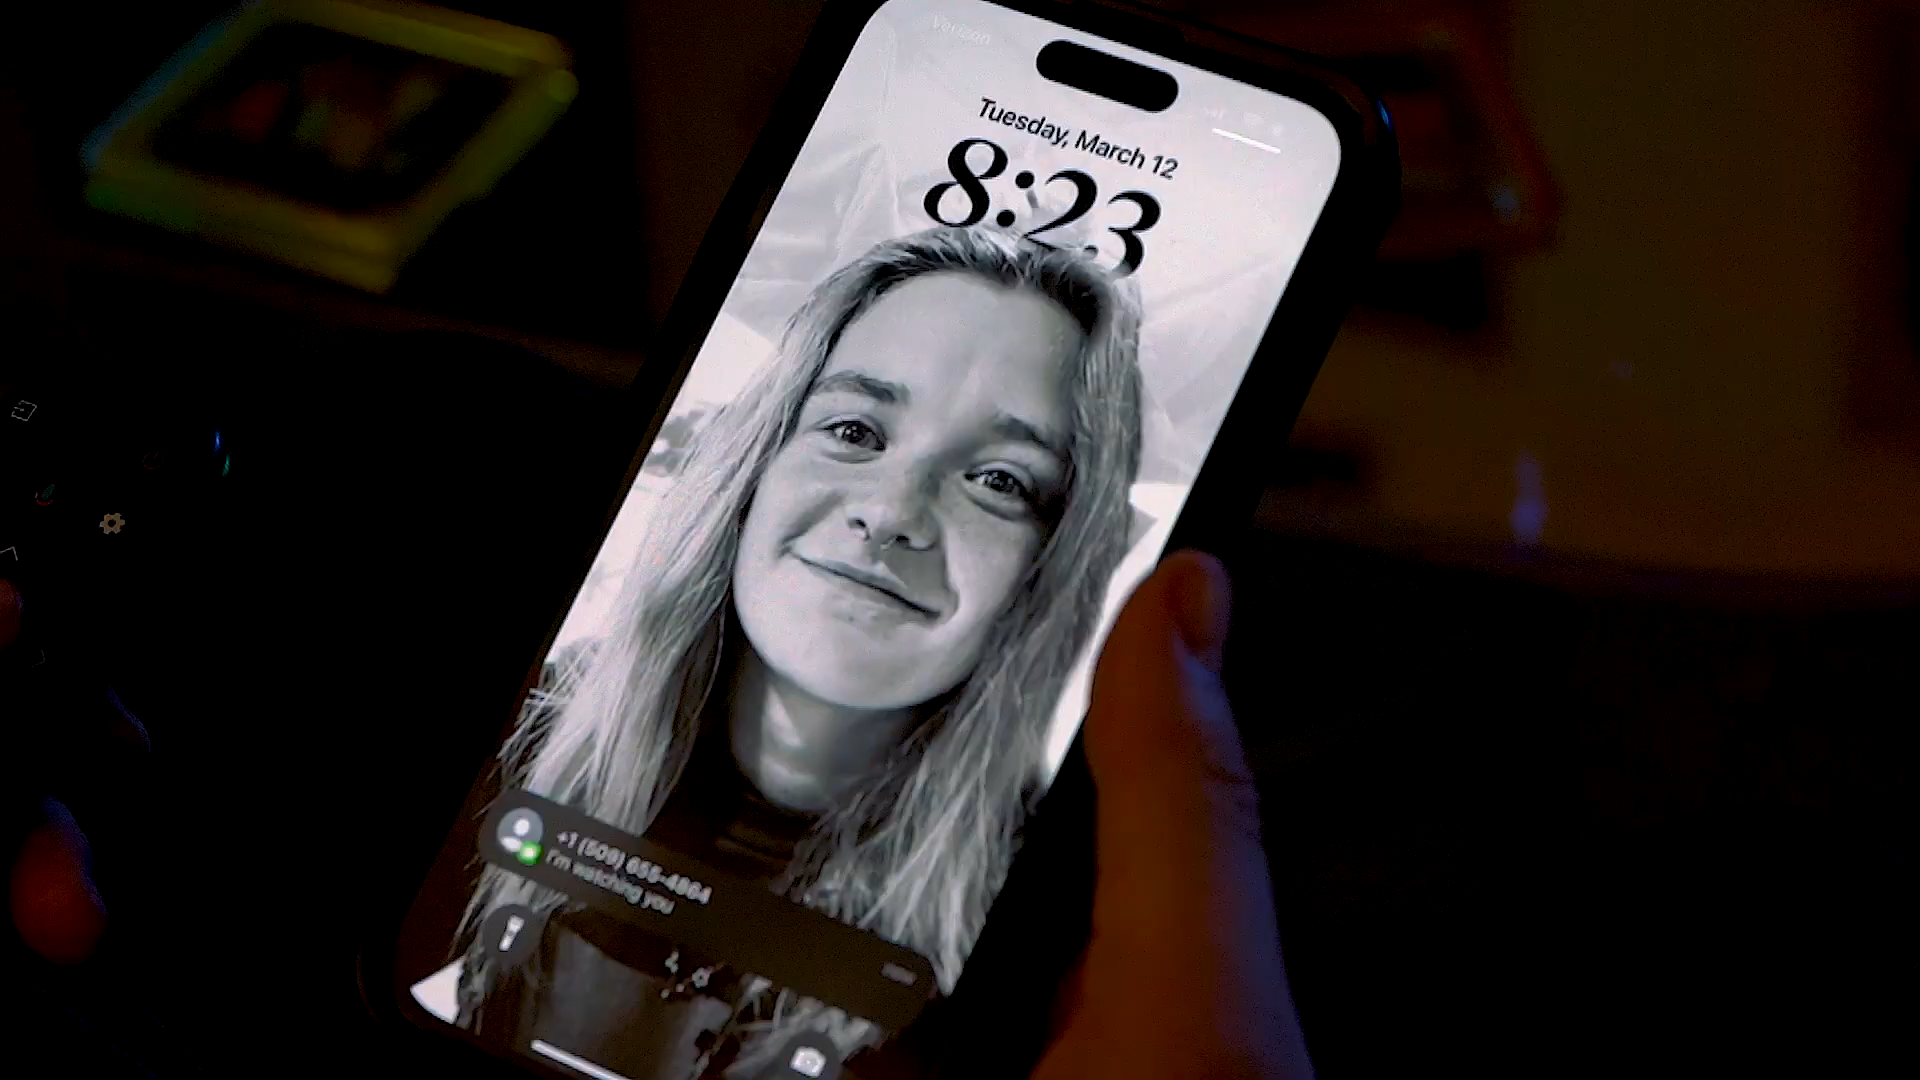 Verizon
Tuesday, March 12
8:23
+1 (509) 655-4864
I'm watching you